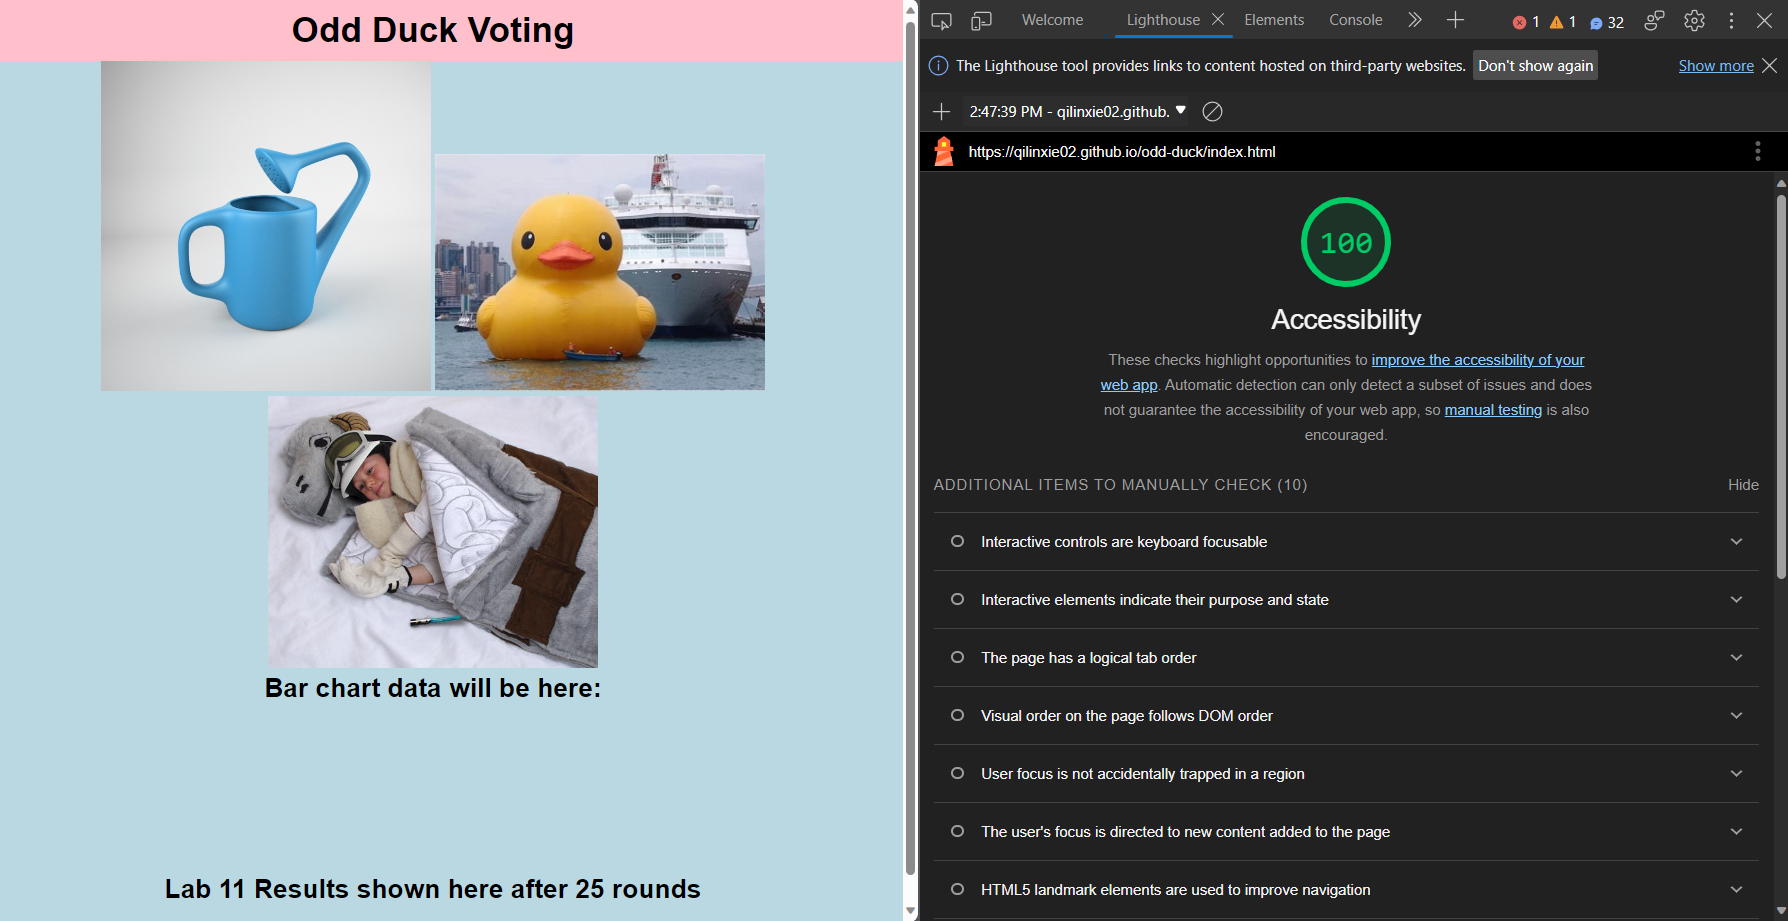 Odd Duck Voting
Bar chart data will be here:
Lab 11 Results shown here after 25 rounds
Welcome Lighthouse Elements Console 1 1 32
The Lighthouse tool provides links to content hosted on third-party websites. Don't show again Show more
2:47:39 PM - qilinxie02.github.
https://qilinxie02.github.io/odd-duck/index.html
100
Accessibility
These checks highlight opportunities to improve the accessibility of your
web app. Automatic detection can only detect a subset of issues and does
not guarantee the accessibility of your web app, so manual testing is also
encouraged.
ADDITIONAL ITEMS TO MANUALLY CHECK (10) Hide
Interactive controls are keyboard focusable
Interactive elements indicate their purpose and state
The page has a logical tab order
Visual order on the page follows DOM order
User focus is not accidentally trapped in a region
The user's focus is directed to new content added to the page
HTML5 landmark elements are used to improve navigation